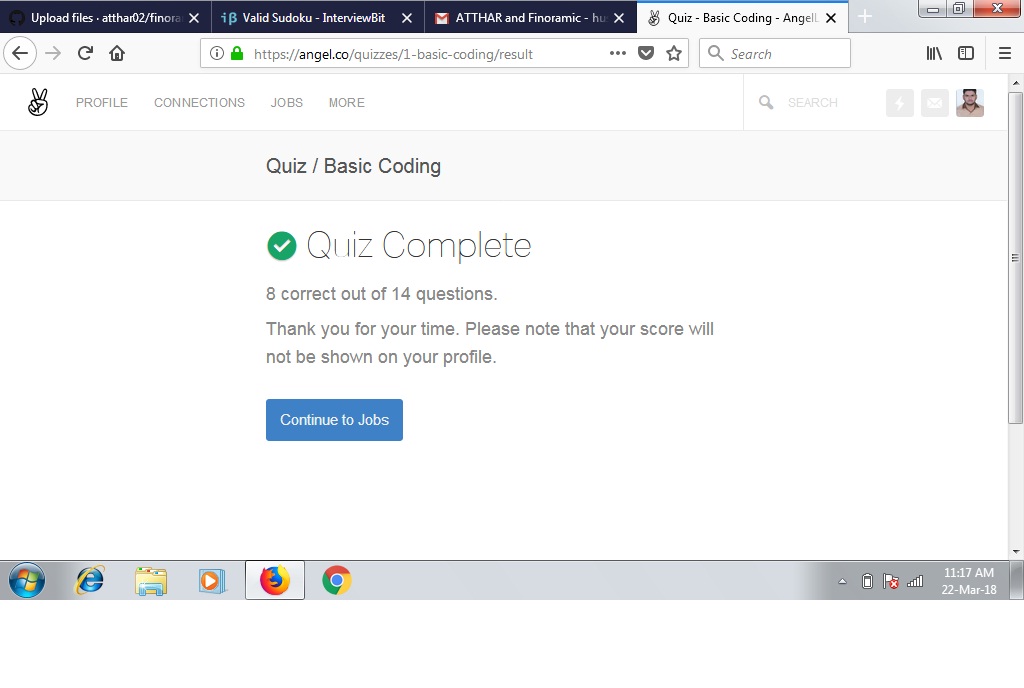 Upload files · atthar02/finora
iβ Valid Sudoku - InterviewBit
ATTHAR and Finoramic - hus
Quiz - Basic Coding - AngelL
https://angel.co/quizzes/1-basic-coding/result
Search
PROFILE CONNECTIONS JOBS MORE
SEARCH
Quiz / Basic Coding
Quiz Complete
8 correct out of 14 questions.
Thank you for your time. Please note that your score will
not be shown on your profile.
Continue to Jobs
11:17 AM
22-Mar-18